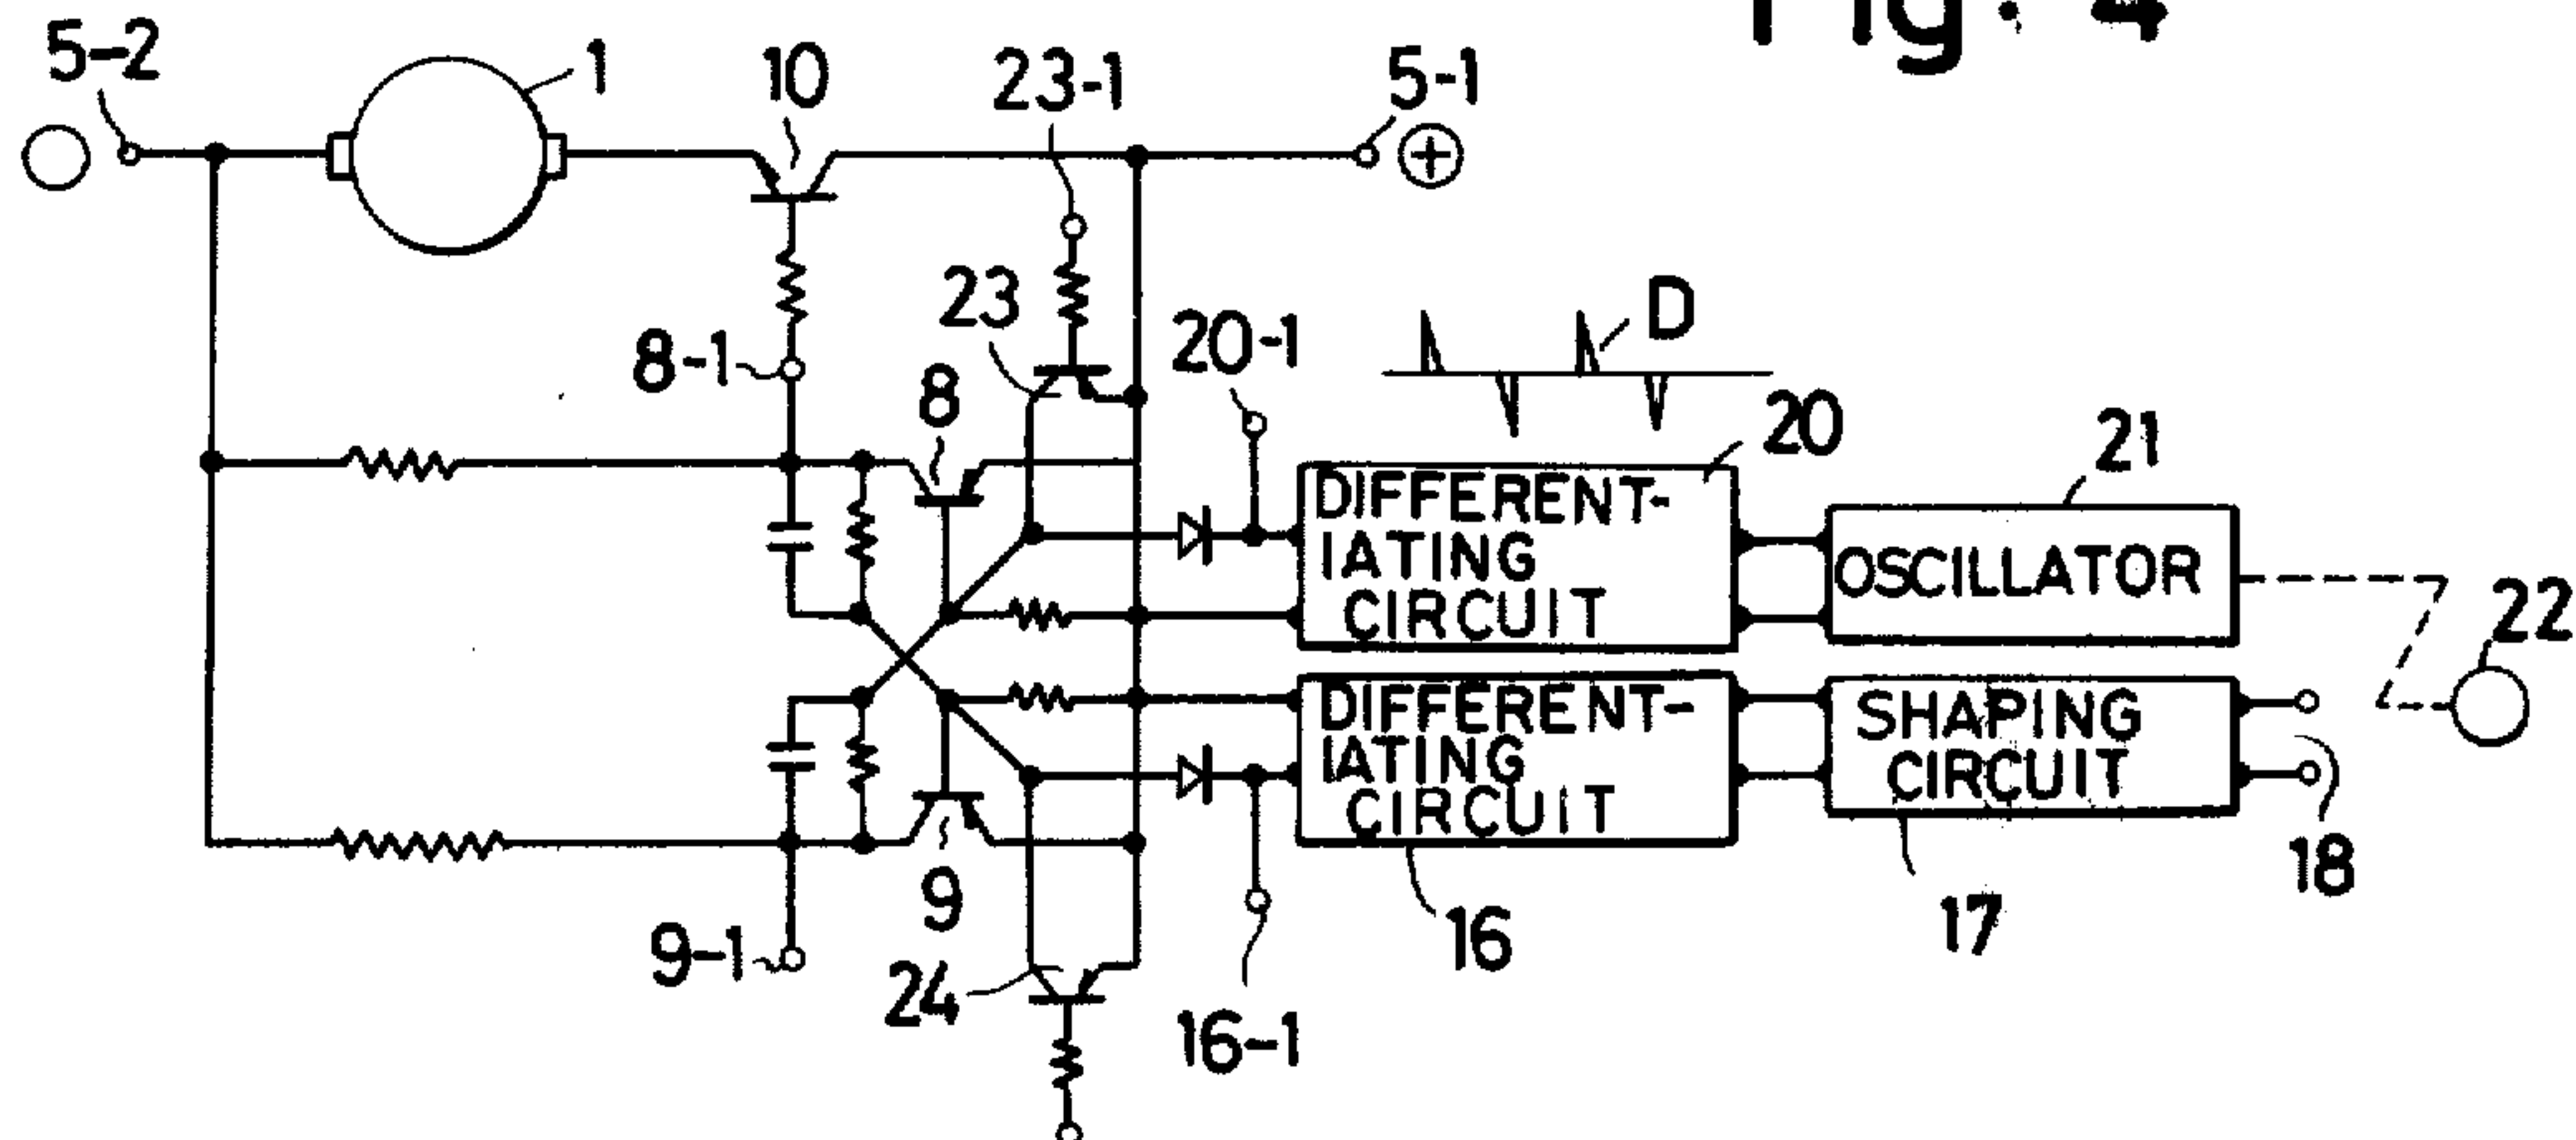 Fig. 4
5-2
1
10
23-1
5-1
+
23
20-1
D
8-1
8
20
21
DIFFERENT-
IATING
CIRCUIT
OSCILLATOR
22
DIFFERENT-
IATING
CIRCUIT
SHAPING
CIRCUIT
18
9
9-1
24
16
17
16-1